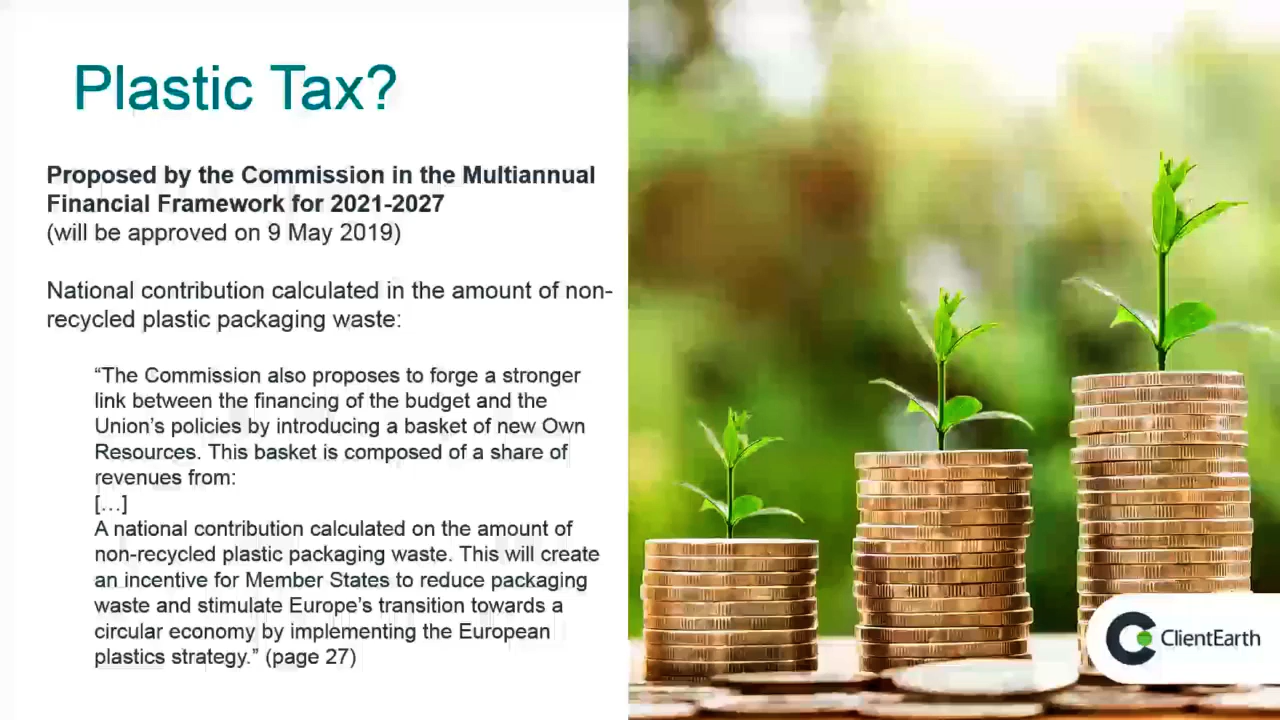 Plastic Tax?
Proposed by the Commission in the Multiannual
Financial Framework for 2021-2027
(will be approved on 9 May 2019)
National contribution calculated in the amount of non-
recycled plastic packaging waste:
“The Commission also proposes to forge a stronger
link between the financing of the budget and the
Union’s policies by introducing a basket of new Own
Resources. This basket is composed of a share of
revenues from:
[…]
A national contribution calculated on the amount of
non-recycled plastic packaging waste. This will create
an incentive for Member States to reduce packaging
waste and stimulate Europe’s transition towards a
circular economy by implementing the European
plastics strategy.” (page 27)
ClientEarth